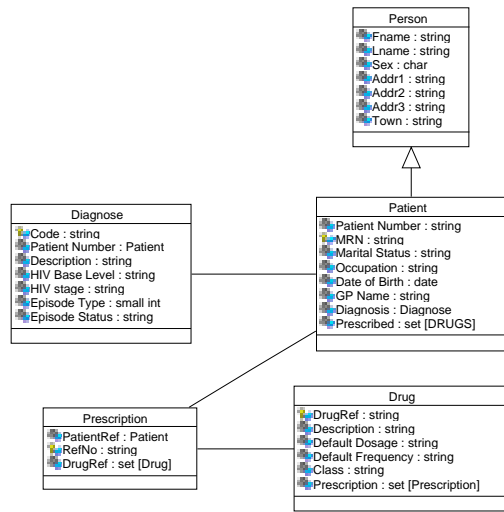 Person
Fname : string
Lname : string
Sex : char
Addr1 : string
Addr2 : string
Addr3 : string
Town : string
Diagnose
Code : string
Patient Number : Patient
Description : string
HIV Base Level : string
HIV stage : string
Episode Type : small int
Episode Status : string
Patient
Patient Number : string
MRN : string
Marital Status : string
Occupation : string
Date of Birth : date
GP Name : string
Diagnosis : Diagnose
Prescribed : set [DRUGS]
Prescription
PatientRef : Patient
RefNo : string
DrugRef : set [Drug]
Drug
DrugRef : string
Description : string
Default Dosage : string
Default Frequency : string
Class : string
Prescription : set [Prescription]